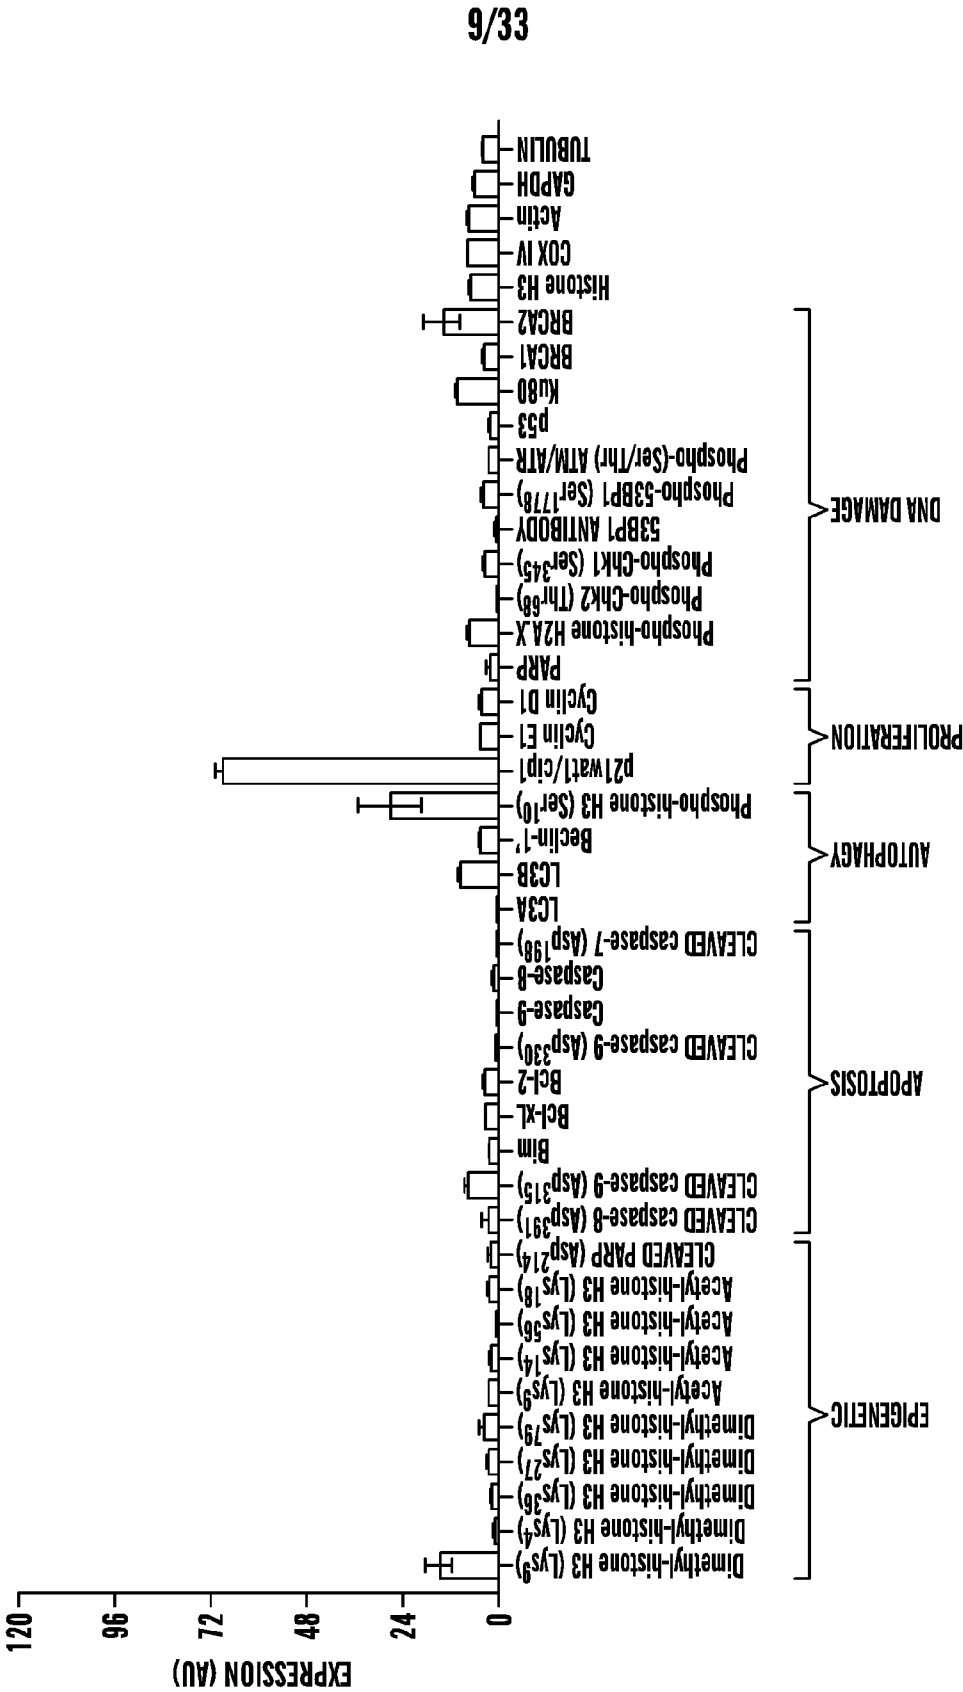 9/33
EXPRESSION (AU)
120
96
72
48
24
0
TUBULIN
GAPDH
Actin
COX IV
Histone H3
BRCA2
BRCA1
Ku80
p53
Phospho-(Ser/Thr) ATM/ATR
Phospho-53BP1 (Ser1778)
53BP1 ANTIBODY
Phospho-Chk1 (Ser345)
Phospho-Chk2 (Thr68)
Phospho-histone H2A.X
PARP
Cyclin D1
Cyclin E1
p21wat1/cip1
Phospho-histone H3 (Ser10)
Beclin-1'
LC3B
LC3A
CLEAVED caspase-7 (Asp198)
Caspase-8
Caspase-9
CLEAVED caspase-9 (Asp330)
Bcl-2
Bcl-xL
Bim
CLEAVED caspase-9 (Asp315)
CLEAVED caspase-8 (Asp391)
CLEAVED PARP (Asp214)
Acetyl-histone H3 (Lys18)
Acetyl-histone H3 (Lys56)
Acetyl-histone H3 (Lys14)
Acetyl-histone H3 (Lys9)
Dimethyl-histone H3 (Lys79)
Dimethyl-histone H3 (Lys27)
Dimethyl-histone H3 (Lys36)
Dimethyl-histone H3 (Lys4)
Dimethyl-histone H3 (Lys9)
DNA DAMAGE
PROLIFERATION
AUTOPHAGY
APOPTOSIS
EPIGENETIC